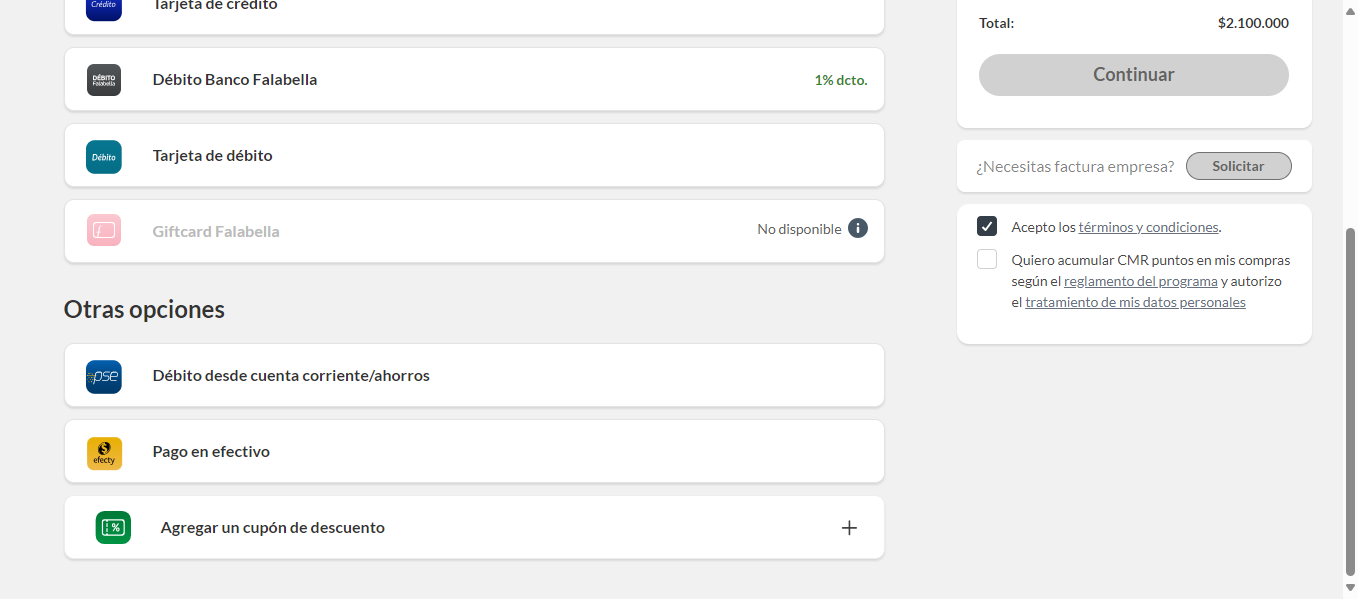 Crédito
Tarjeta de crédito
DÉBITO
Falabella
Débito Banco Falabella
1% dcto.
Débito
Tarjeta de débito
Giftcard Falabella
No disponible
Otras opciones
pse
Débito desde cuenta corriente/ahorros
efecty
Pago en efectivo
Agregar un cupón de descuento
Total:
$2.100.000
Continuar
¿Necesitas factura empresa?
Solicitar
Acepto los términos y condiciones.
Quiero acumular CMR puntos en mis compras
según el reglamento del programa y autorizo
el tratamiento de mis datos personales